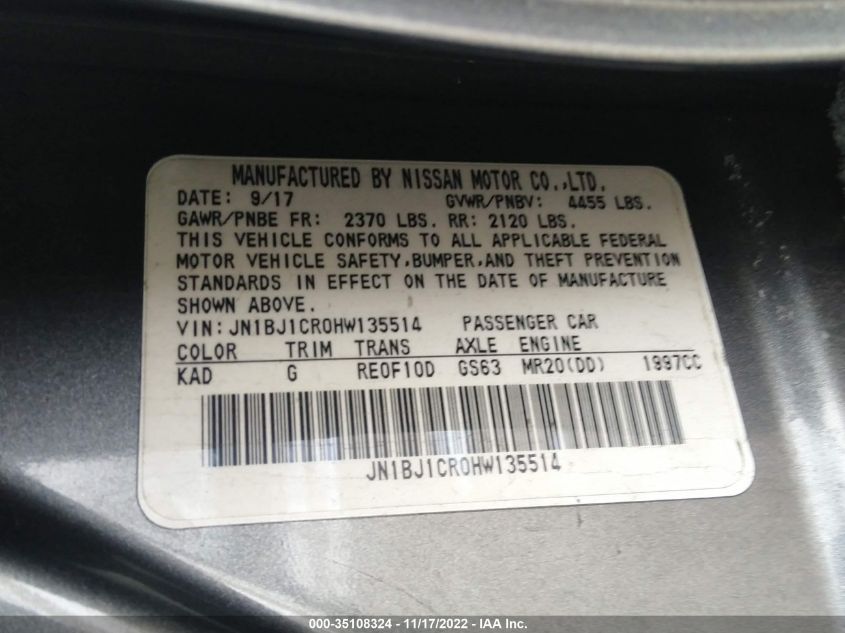 MANUFACTURED BY NISSAN MOTOR CO.,LTD.
DATE: 9/17 GVWR/PNBV: 4455 LBS.
GAWR/PNBE FR: 2370 LBS. RR: 2120 LBS.
THIS VEHICLE CONFORMS TO ALL APPLICABLE FEDERAL
MOTOR VEHICLE SAFETY,BUMPER,AND THEFT PREVENTION
STANDARDS IN EFFECT ON THE DATE OF MANUFACTURE
SHOWN ABOVE.
VIN: JN1BJ1CR0HW135514 PASSENGER CAR
COLOR TRIM TRANS AXLE ENGINE
KAD G RE0F10D GS63 MR20(DD) 1997CC
JN1BJ1CR0HW135514
000-35108324 - 11/17/2022 - IAA Inc.